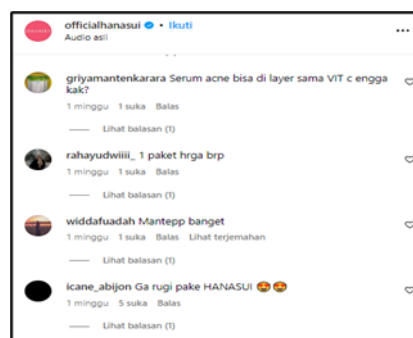 officialhanasui • Ikuti
Audio asli
griyamantenkarara Serum acne bisa di layer sama VIT c engga
kak?
1 minggu 1 suka Balas
Lihat balasan (1)
rahayudwiiii_ 1 paket hrga brp
1 minggu 1 suka Balas
Lihat balasan (1)
widdafuadah Mantepp banget
1 minggu 1 suka Balas Lihat terjemahan
Lihat balasan (1)
icane_abijon Ga rugi pake HANASUI 😍😍
1 minggu 5 suka Balas
Lihat balasan (1)